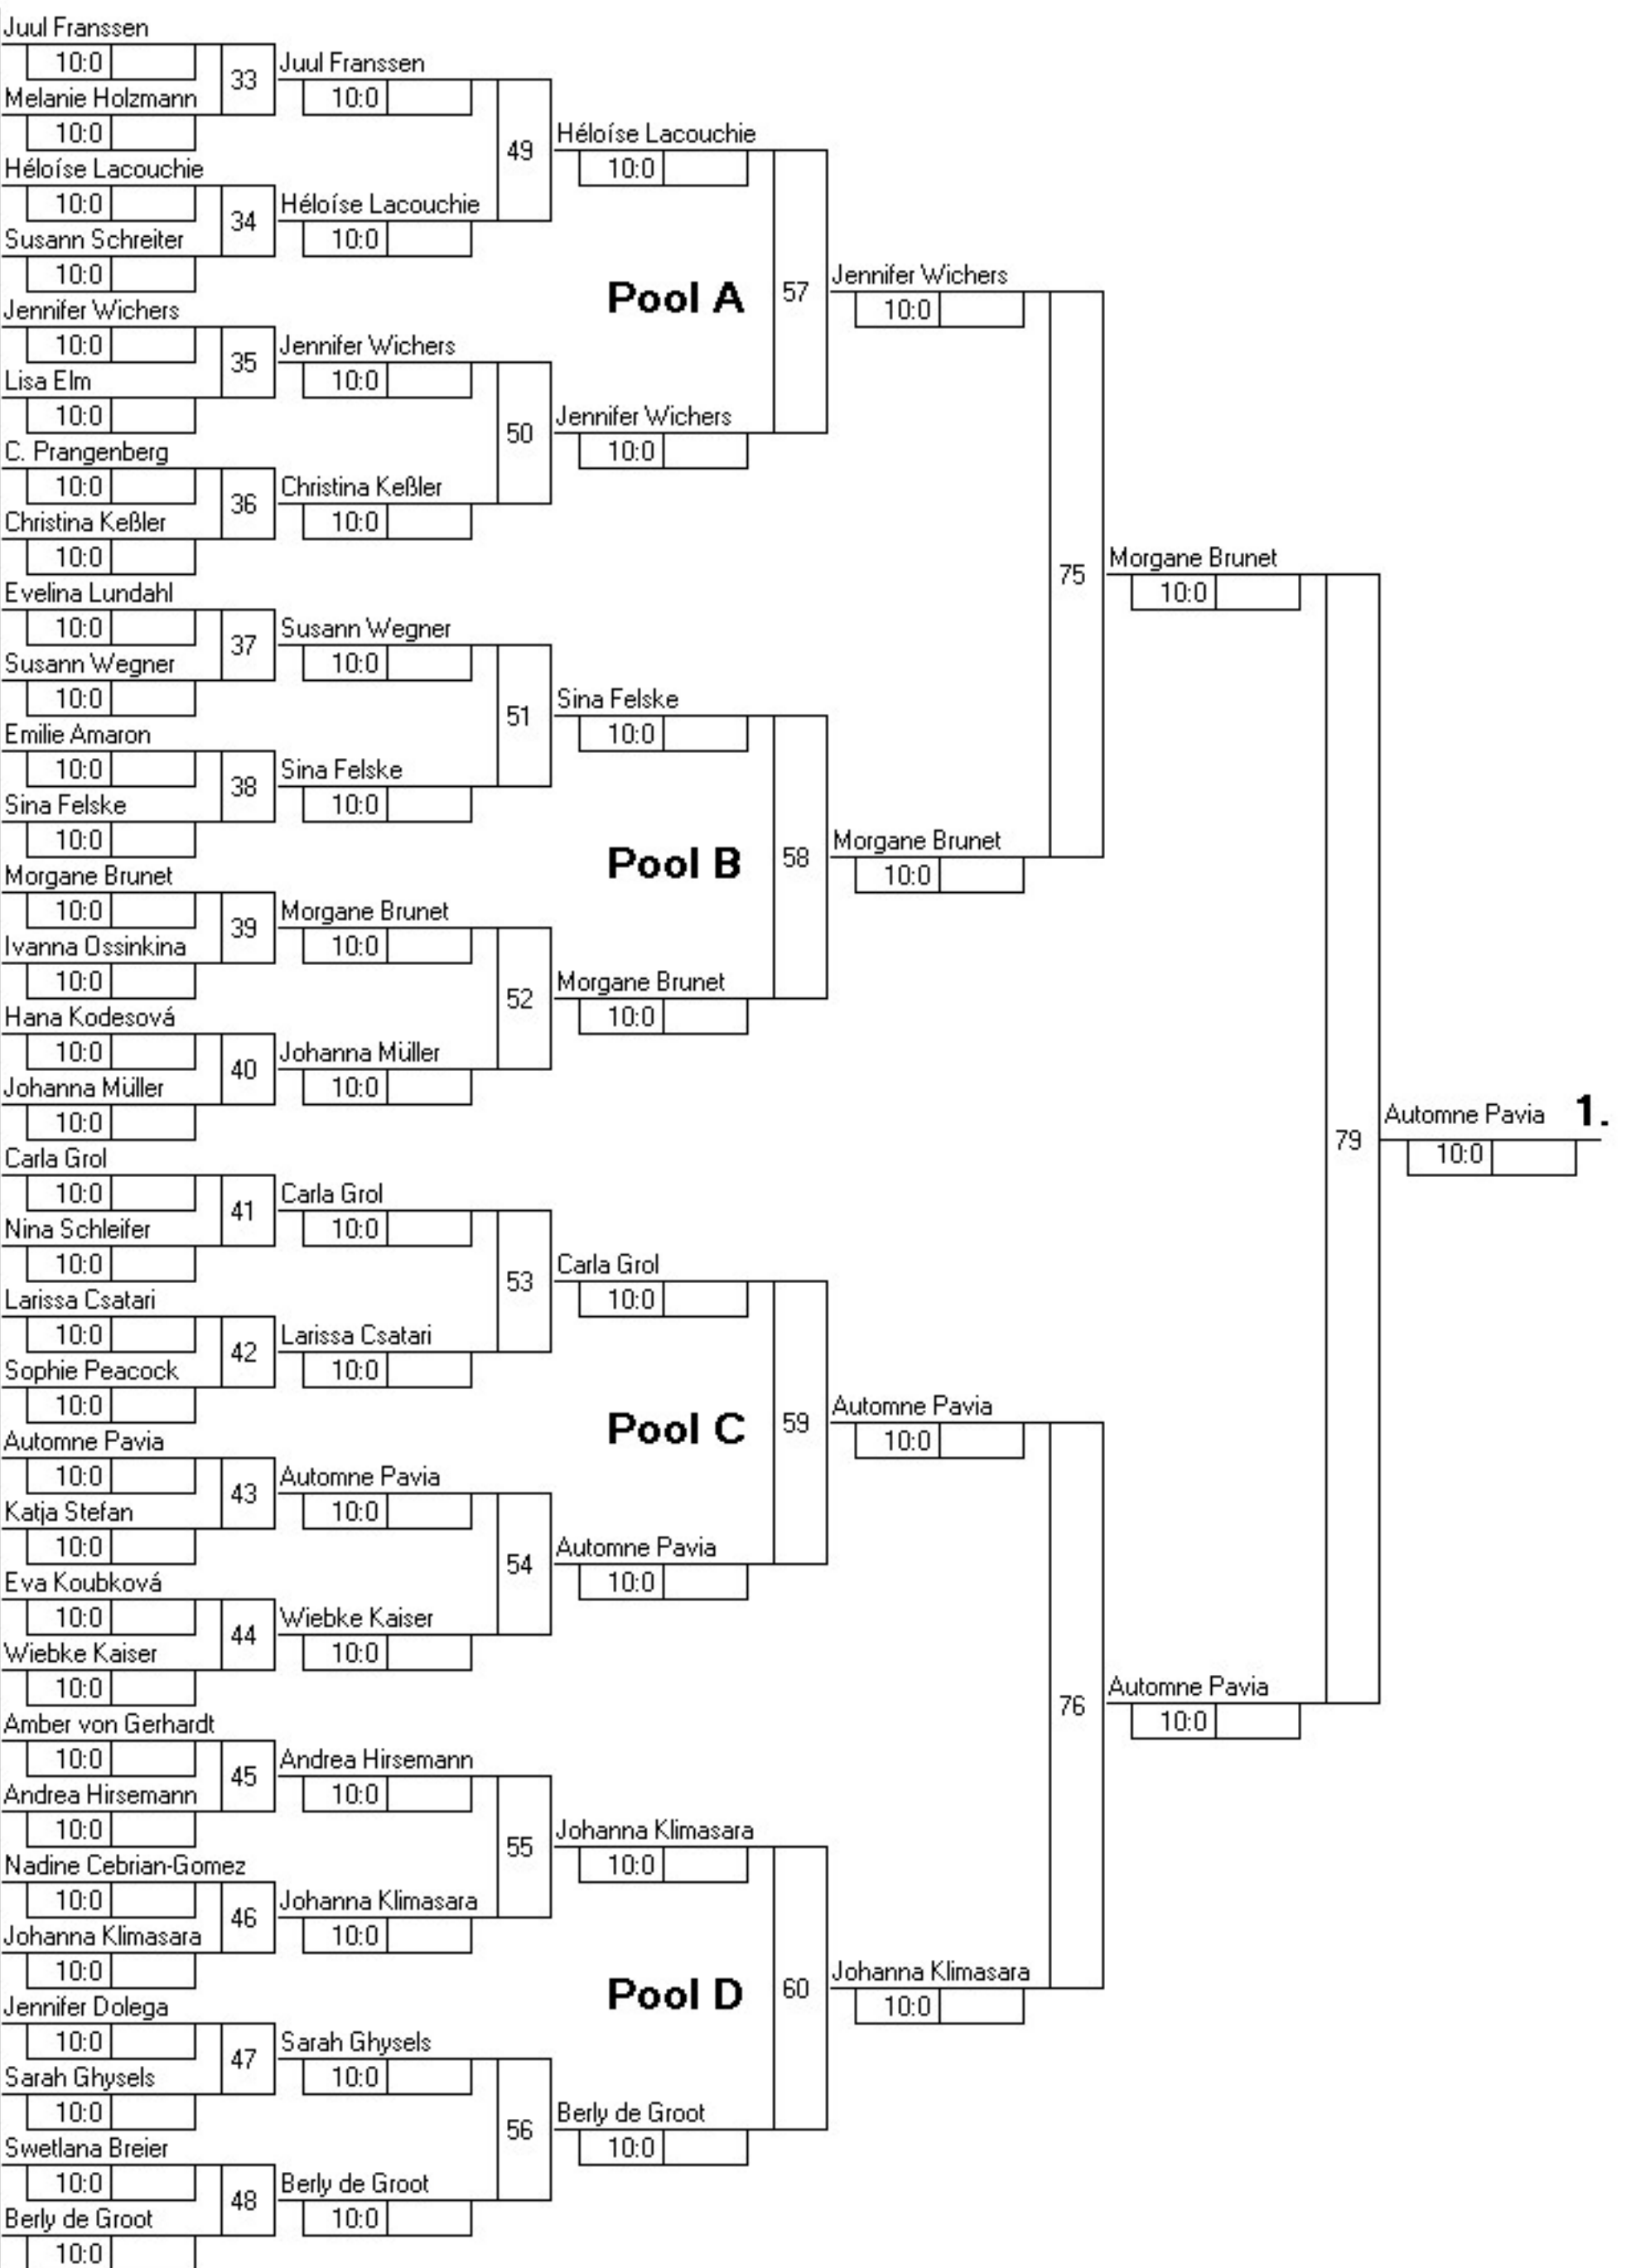 Juul Franssen
10:0
33
Juul Franssen
10:0
Melanie Holzmann
10:0
49
Héloíse Lacouchie
10:0
Héloíse Lacouchie
10:0
34
Héloíse Lacouchie
10:0
Susann Schreiter
10:0
Pool A
57
Jennifer Wichers
10:0
Jennifer Wichers
10:0
35
Jennifer Wichers
10:0
Lisa Elm
10:0
50
Jennifer Wichers
10:0
C. Prangenberg
10:0
36
Christina Keßler
10:0
Christina Keßler
10:0
75
Morgane Brunet
10:0
Evelina Lundahl
10:0
37
Susann Wegner
10:0
Susann Wegner
10:0
51
Sina Felske
10:0
Emilie Amaron
10:0
38
Sina Felske
10:0
Sina Felske
10:0
Pool B
58
Morgane Brunet
10:0
Morgane Brunet
10:0
39
Morgane Brunet
10:0
Ivanna Ossinkina
10:0
52
Morgane Brunet
10:0
Hana Kodesová
10:0
40
Johanna Müller
10:0
Johanna Müller
10:0
79
Automne Pavia 1.
10:0
Carla Grol
10:0
41
Carla Grol
10:0
Nina Schleifer
10:0
53
Carla Grol
10:0
Larissa Csatari
10:0
42
Larissa Csatari
10:0
Sophie Peacock
10:0
Pool C
59
Automne Pavia
10:0
Automne Pavia
10:0
43
Automne Pavia
10:0
Katja Stefan
10:0
54
Automne Pavia
10:0
Eva Koubková
10:0
44
Wiebke Kaiser
10:0
Wiebke Kaiser
10:0
76
Automne Pavia
10:0
Amber von Gerhardt
10:0
45
Andrea Hirsemann
10:0
Andrea Hirsemann
10:0
55
Johanna Klimasara
10:0
Nadine Cebrian-Gomez
10:0
46
Johanna Klimasara
10:0
Johanna Klimasara
10:0
Pool D
60
Johanna Klimasara
10:0
Jennifer Dolega
10:0
47
Sarah Ghysels
10:0
Sarah Ghysels
10:0
56
Berly de Groot
10:0
Swetlana Breier
10:0
48
Berly de Groot
10:0
Berly de Groot
10:0